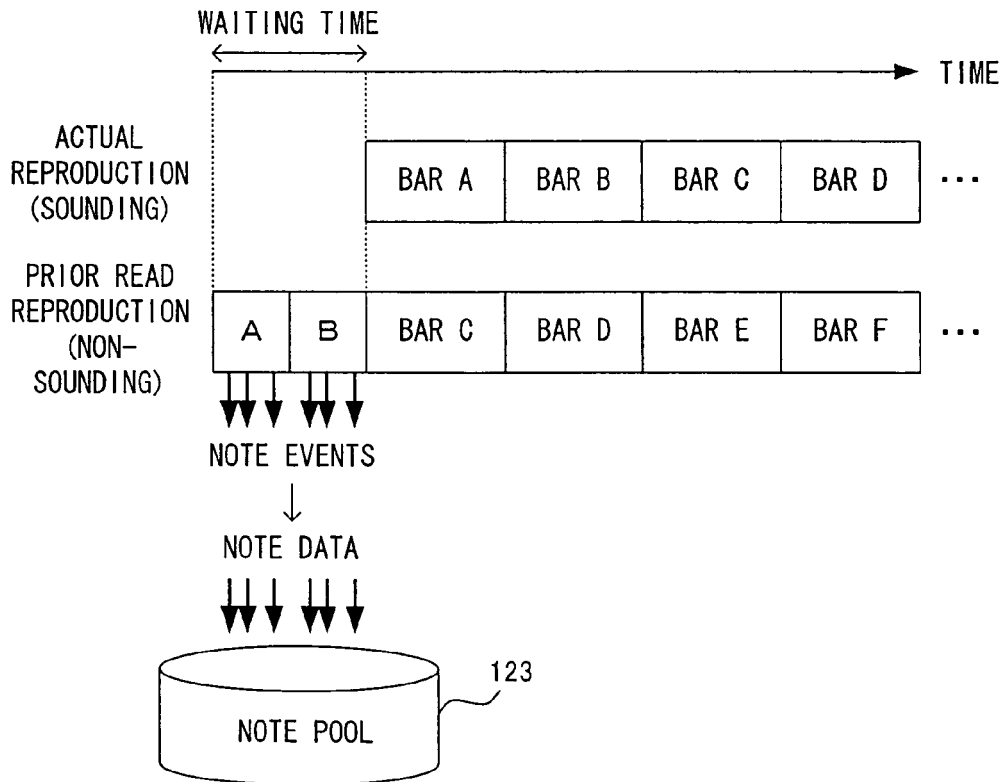 WAITING TIME
TIME
ACTUAL
REPRODUCTION
(SOUNDING)
BAR A BAR B BAR C BAR D ...
PRIOR READ
REPRODUCTION
(NON-
SOUNDING)
A B BAR C BAR D BAR E BAR F ...
NOTE EVENTS
NOTE DATA
123
NOTE POOL